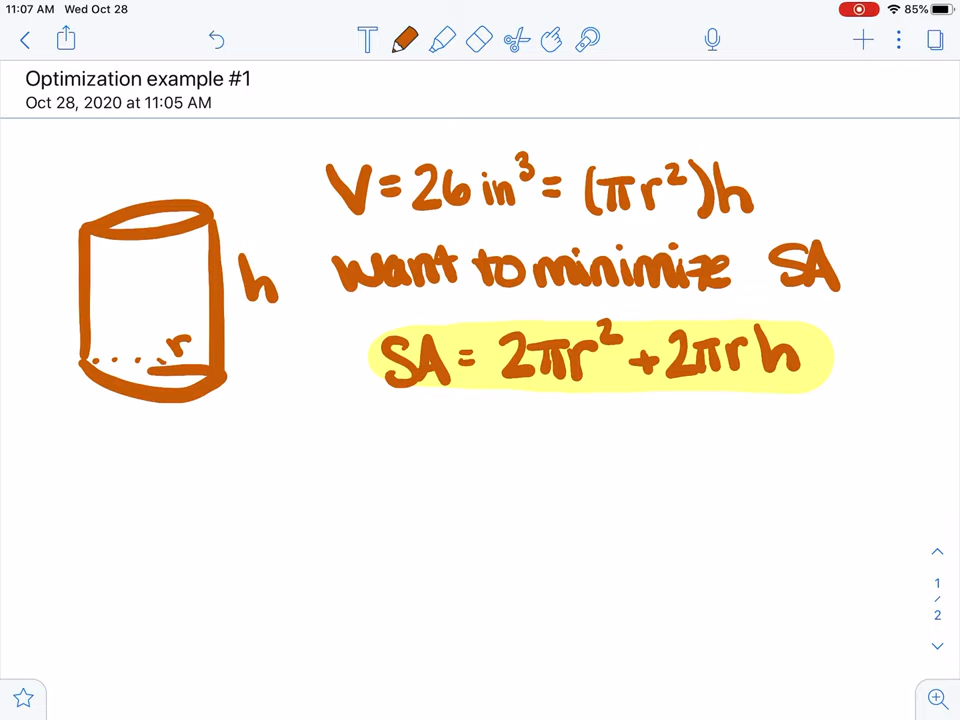 11:07 AM Wed Oct 28 85%
T
Optimization example #1
Oct 28, 2020 at 11:05 AM
V = 26 in³ = (πr²)h
want to minimize SA
h
r
SA = 2πr² + 2πrh
1
/
2